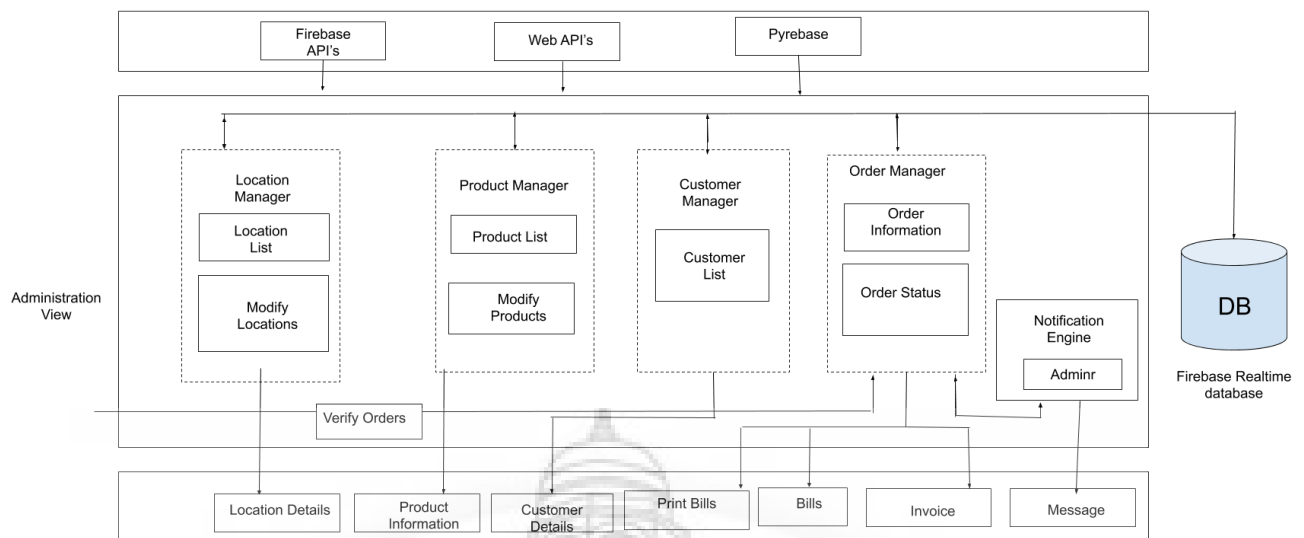 Firebase
API's
Web API's
Pyrebase
Location
Manager
Location
List
Modify
Locations
Product Manager
Product List
Modify
Products
Customer
Manager
Customer
List
Order Manager
Order
Information
Order Status
Notification
Engine
Adminr
Administration
View
DB
Firebase Realtime
database
Verify Orders
Location Details
Product
Information
Customer
Details
Print Bills
Bills
Invoice
Message